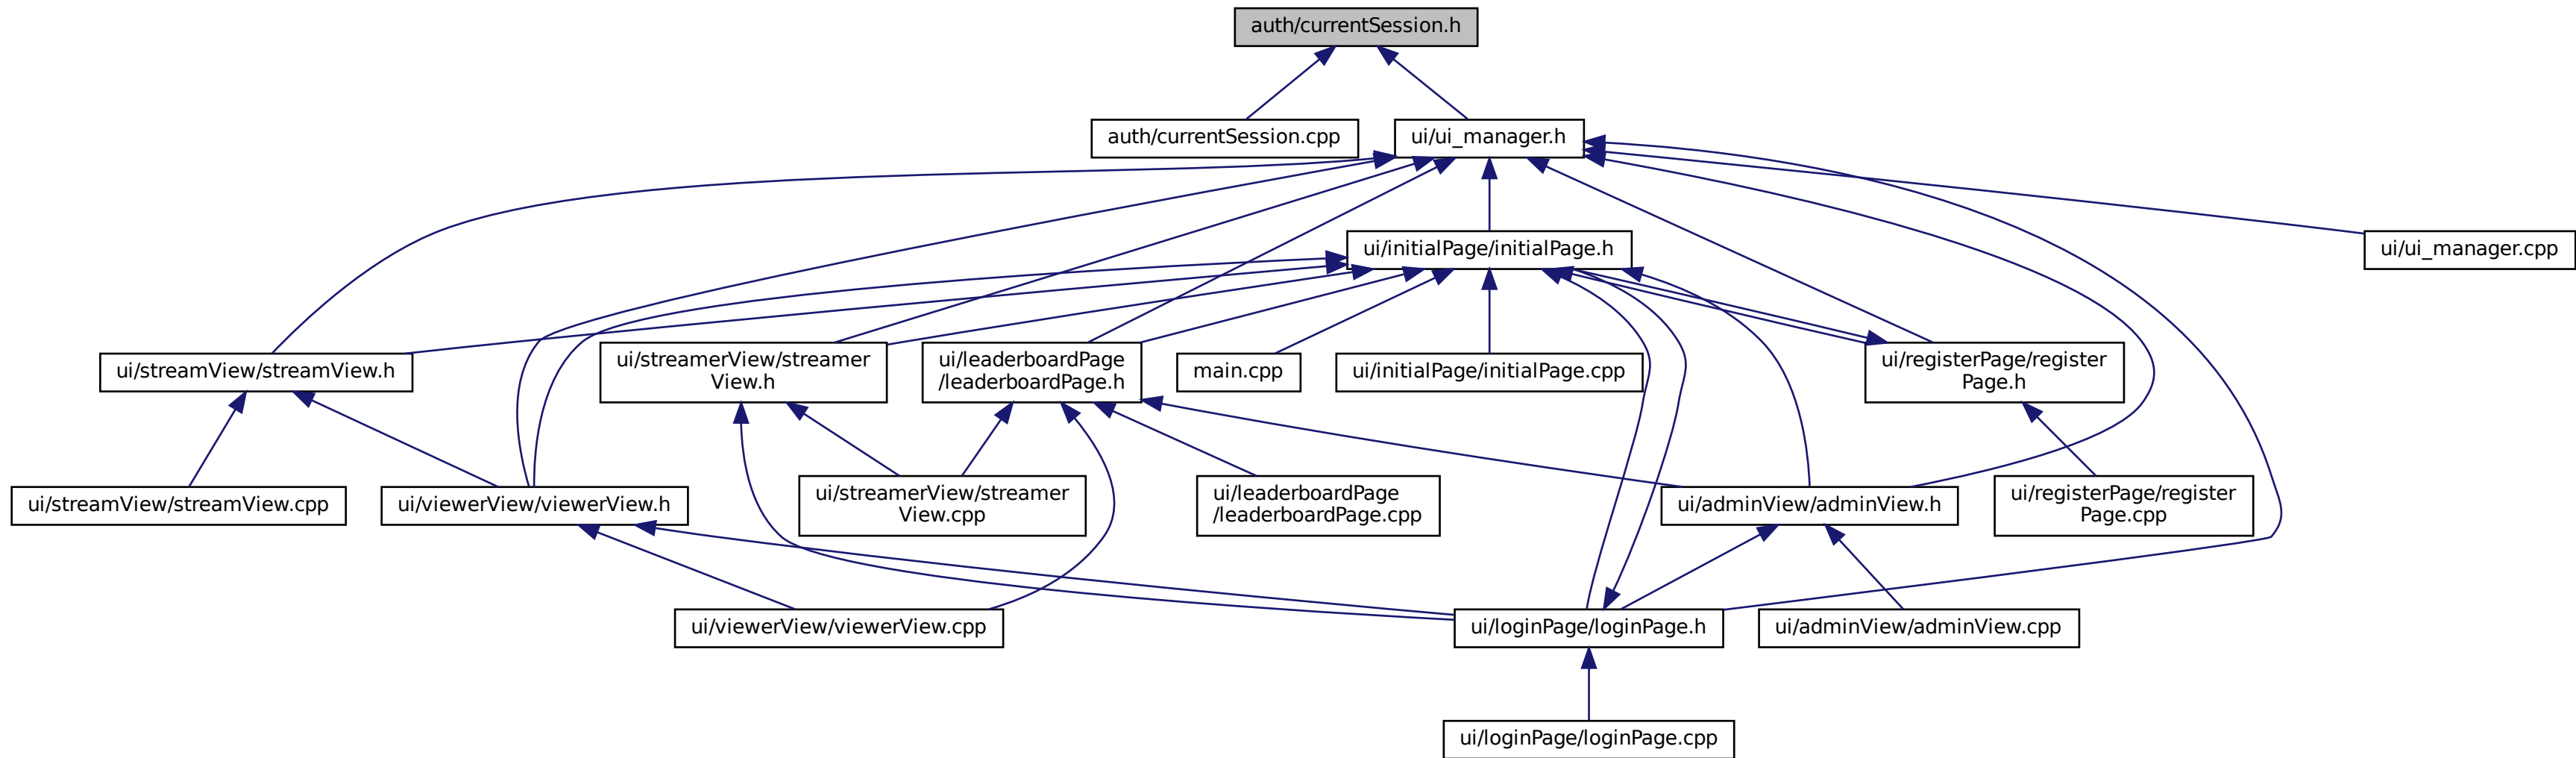 auth/currentSession.h
auth/currentSession.cpp
ui/ui_manager.h
ui/initialPage/initialPage.h
ui/ui_manager.cpp
ui/streamView/streamView.h
ui/streamerView/streamer
View.h
ui/leaderboardPage
/leaderboardPage.h
main.cpp
ui/initialPage/initialPage.cpp
ui/registerPage/register
Page.h
ui/streamView/streamView.cpp
ui/viewerView/viewerView.h
ui/streamerView/streamer
View.cpp
ui/leaderboardPage
/leaderboardPage.cpp
ui/adminView/adminView.h
ui/registerPage/register
Page.cpp
ui/viewerView/viewerView.cpp
ui/loginPage/loginPage.h
ui/adminView/adminView.cpp
ui/loginPage/loginPage.cpp